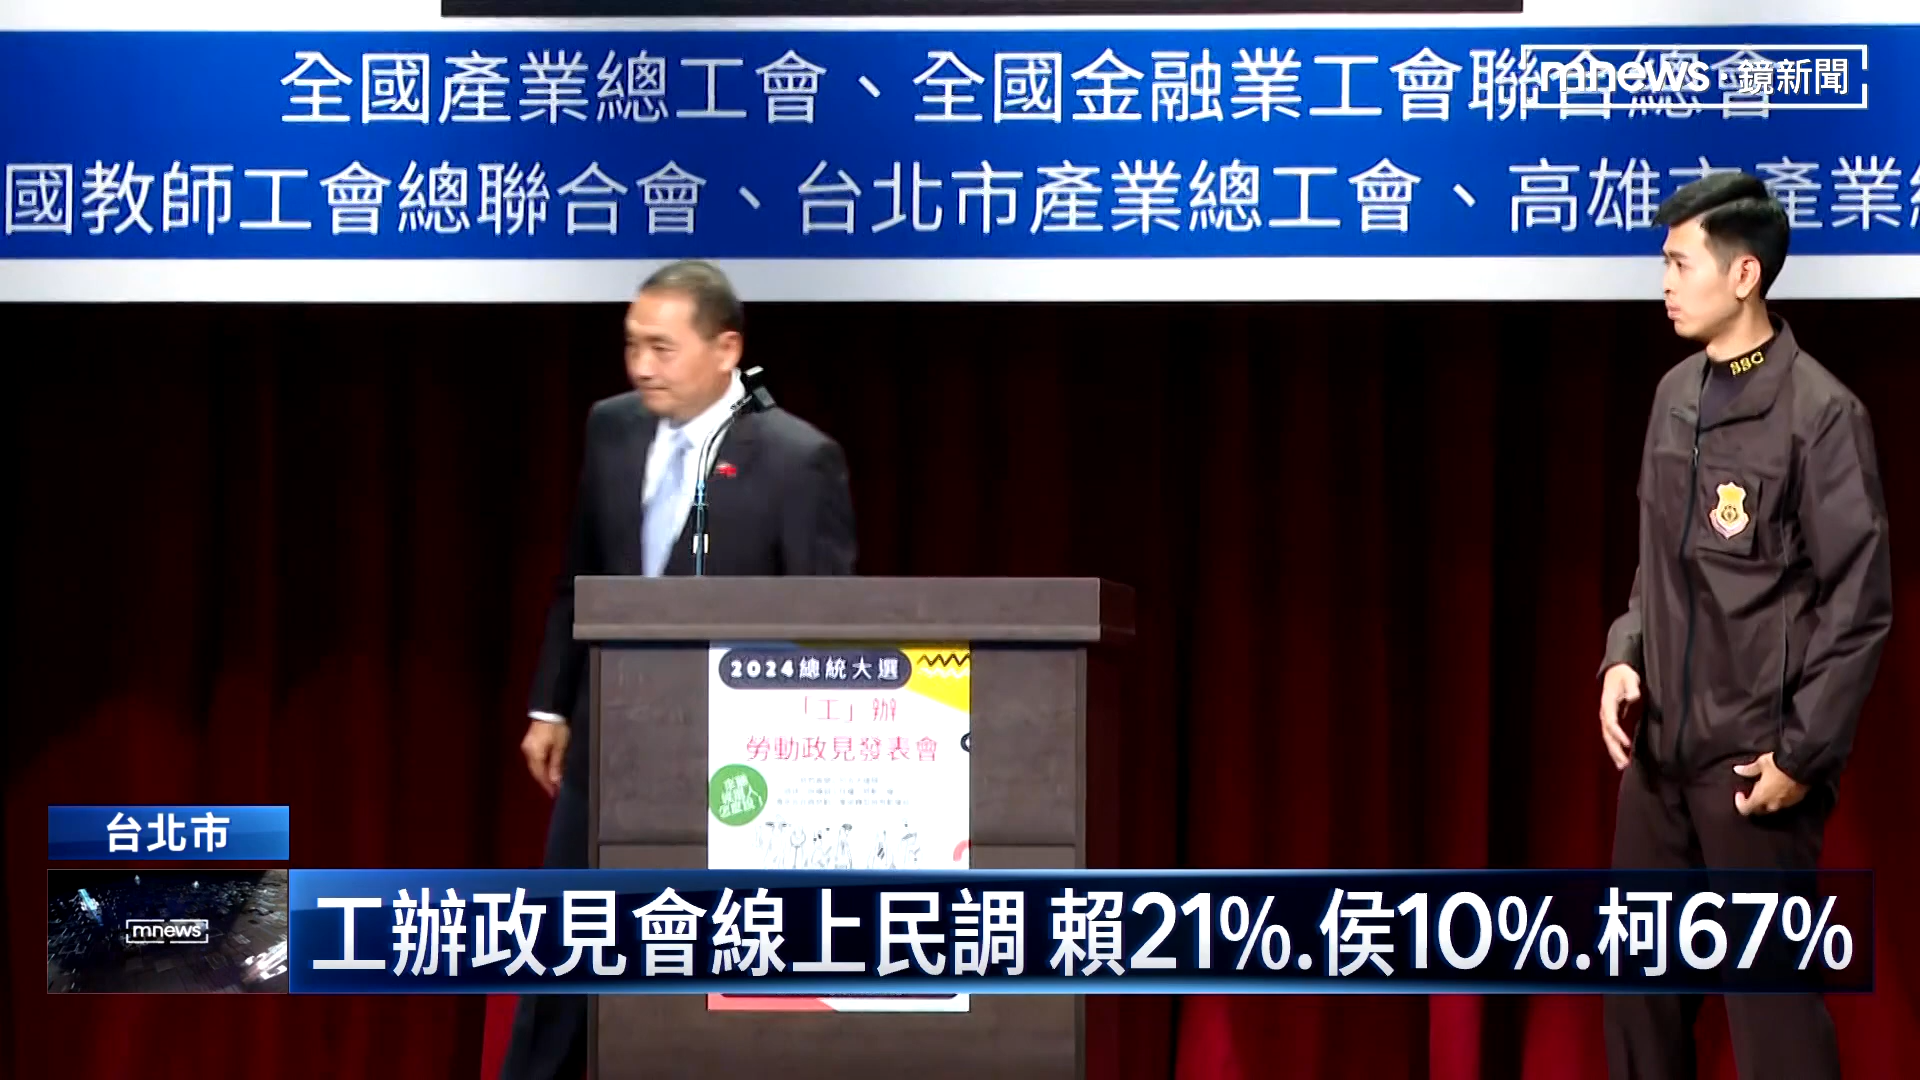 全國產業總工會、全國金融業工會聯合總會
mnews 鏡新聞
國教師工會總聯合會、台北市產業總工會、高雄市產業
SSC
2024總統大選
「工」辦
勞動政見發表會
台北市
mnews
工辦政見會線上民調 賴21%.侯10%.柯67%